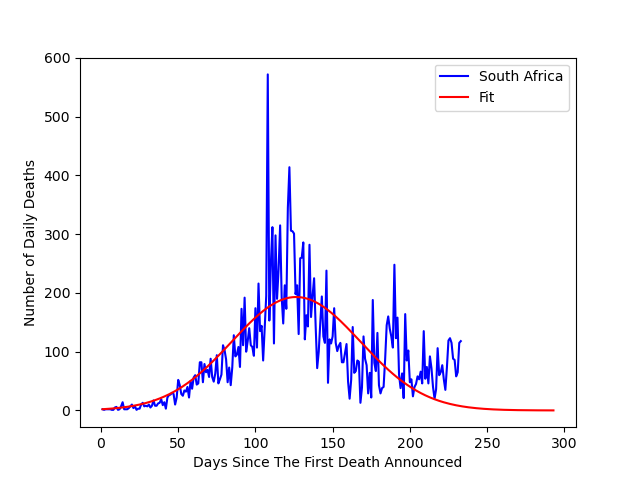 600
500
400
300
200
100
0
Number of Daily Deaths
South Africa
Fit
0 50 100 150 200 250 300
Days Since The First Death Announced